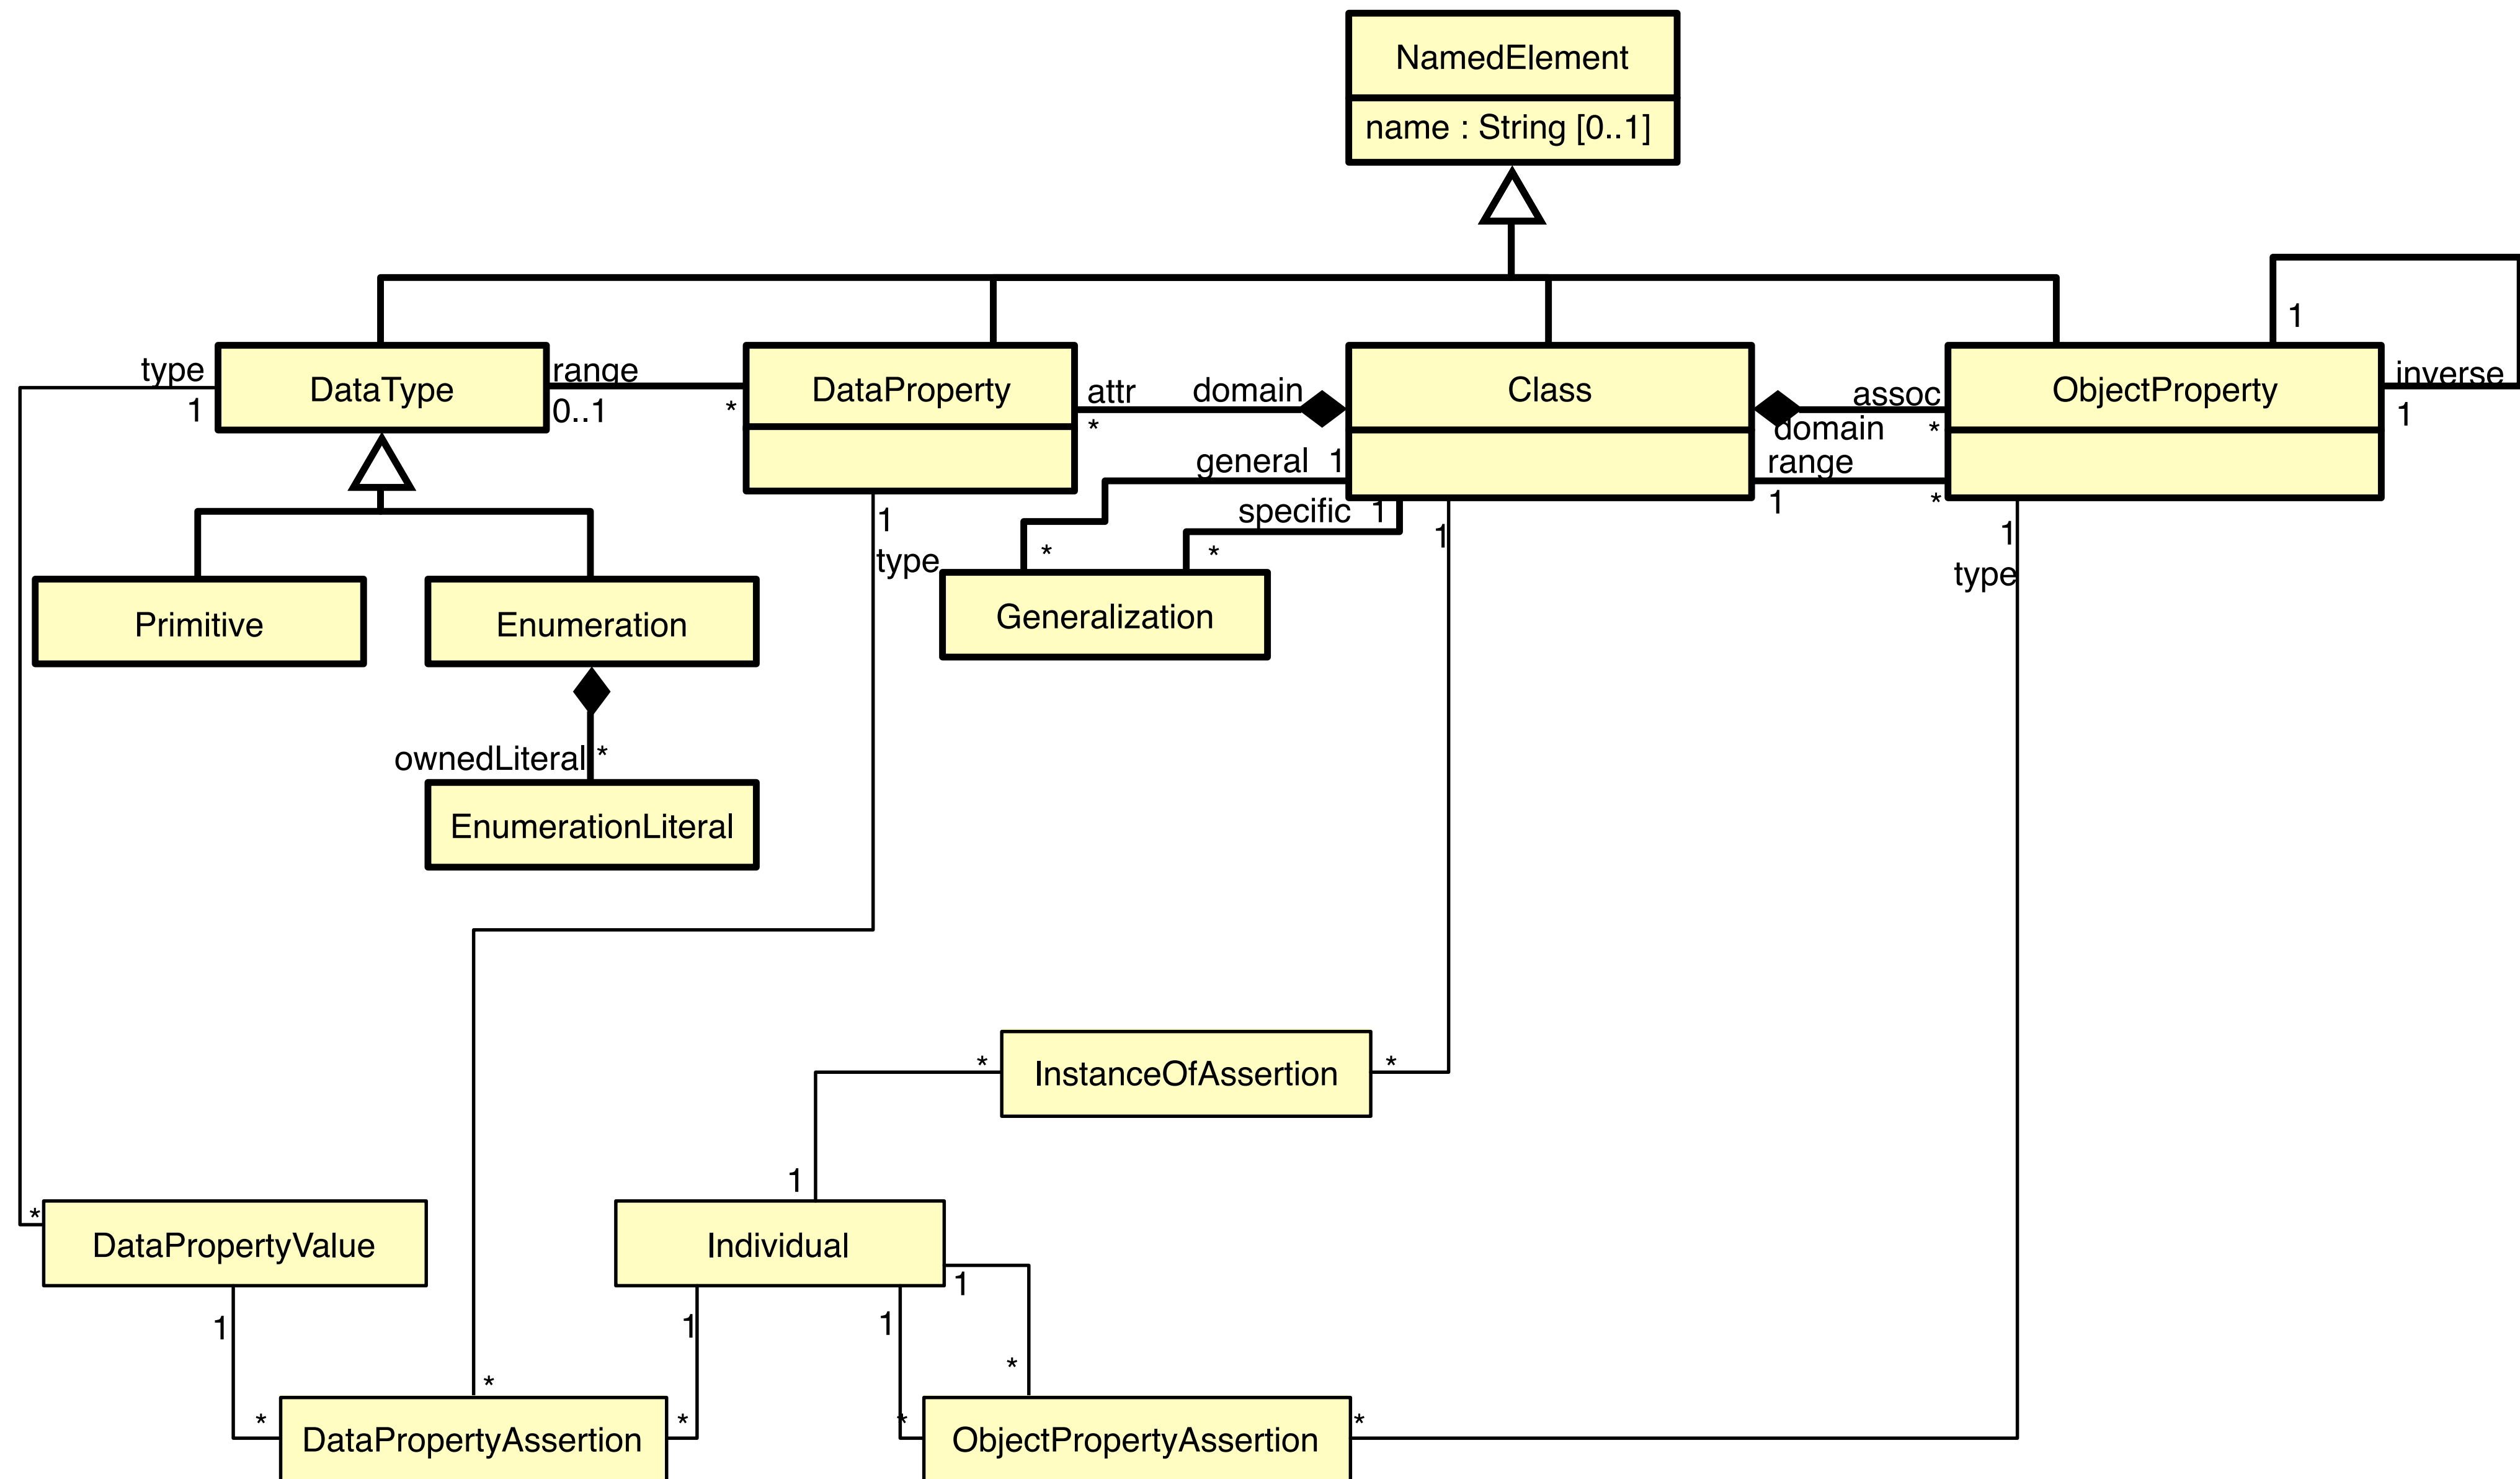 NamedElement
name : String [0..1]
1
type
1
DataType
range
0..1
*
DataProperty
attr
*
domain
Class
assoc
domain
*
ObjectProperty
inverse
1
general 1
range
1
*
specific 1
1
type
*
*
1
1
type
Primitive
Enumeration
Generalization
ownedLiteral *
EnumerationLiteral
*
InstanceOfAssertion
*
1
*
DataPropertyValue
Individual
1
1
1
1
*
*
*
DataPropertyAssertion
*
*
ObjectPropertyAssertion
*